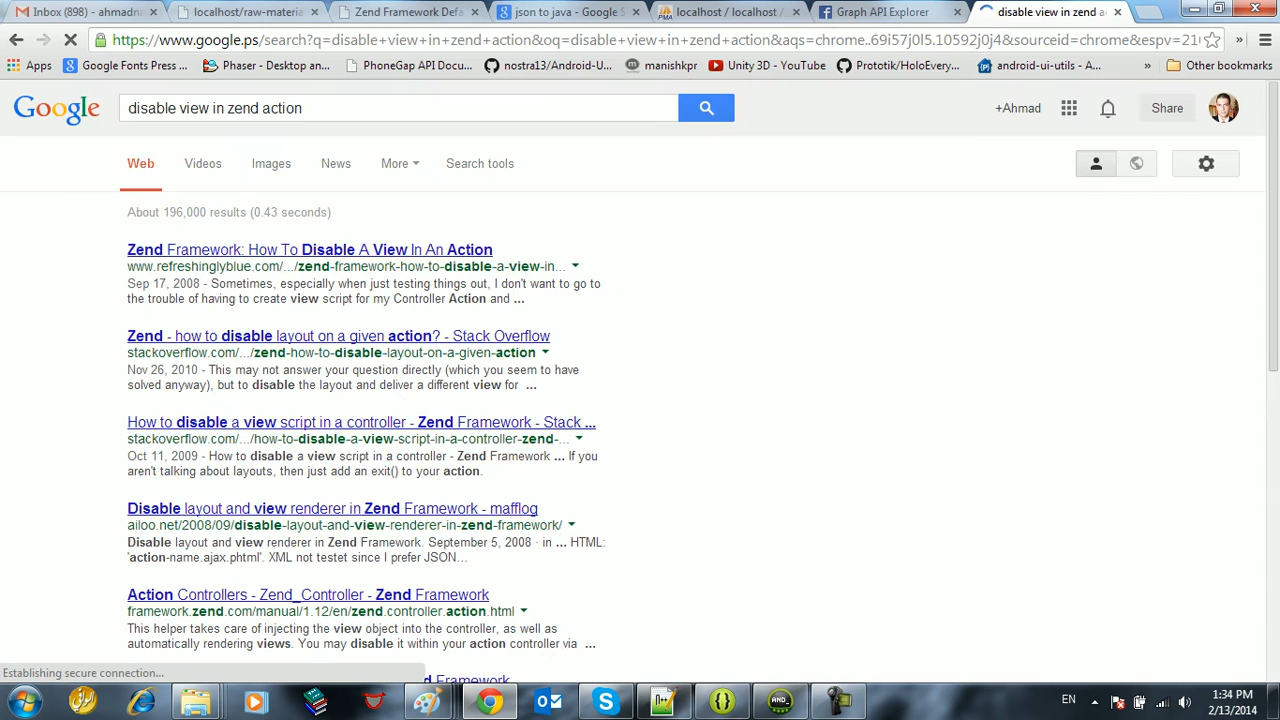 Inbox (898) - ahmadn
localhost/raw-materia
Zend Framework Defa
json to java - Google S
localhost / localhost /
Graph API Explorer
disable view in zend a
https://www.google.ps/search?q=disable+view+in+zend+action&oq=disable+view+in+zend+action&aqs=chrome..69i57j0l5.10592j0j4&sourceid=chrome&espv=21
Apps
Google Fonts Press ...
Phaser - Desktop an...
PhoneGap API Docu...
nostra13/Android-U...
manishkpr
Unity 3D - YouTube
Prototik/HoloEvery...
android-ui-utils - A...
»
Other bookmarks
Google
disable view in zend action
+Ahmad
Share
Web
Videos
Images
News
More
Search tools
About 196,000 results (0.43 seconds)
Zend Framework: How To Disable A View In An Action
www.refreshinglyblue.com/.../zend-framework-how-to-disable-a-view-in...
Sep 17, 2008 - Sometimes, especially when just testing things out, I don't want to go to
the trouble of having to create view script for my Controller Action and ...
Zend - how to disable layout on a given action? - Stack Overflow
stackoverflow.com/.../zend-how-to-disable-layout-on-a-given-action
Nov 26, 2010 - This may not answer your question directly (which you seem to have
solved anyway), but to disable the layout and deliver a different view for ...
How to disable a view script in a controller - Zend Framework - Stack ...
stackoverflow.com/.../how-to-disable-a-view-script-in-a-controller-zend-...
Oct 11, 2009 - How to disable a view script in a controller - Zend Framework ... If you
aren't talking about layouts, then just add an exit() to your action.
Disable layout and view renderer in Zend Framework - mafflog
ailoo.net/2008/09/disable-layout-and-view-renderer-in-zend-framework/
Disable layout and view renderer in Zend Framework. September 5, 2008 · in ... HTML:
'action-name.ajax.phtml'. XML not testet since I prefer JSON...
Action Controllers - Zend_Controller - Zend Framework
framework.zend.com/manual/1.12/en/zend.controller.action.html
This helper takes care of injecting the view object into the controller, as well as
automatically rendering views. You may disable it within your action controller via ...
Establishing secure connection...
EN
1:34 PM
2/13/2014